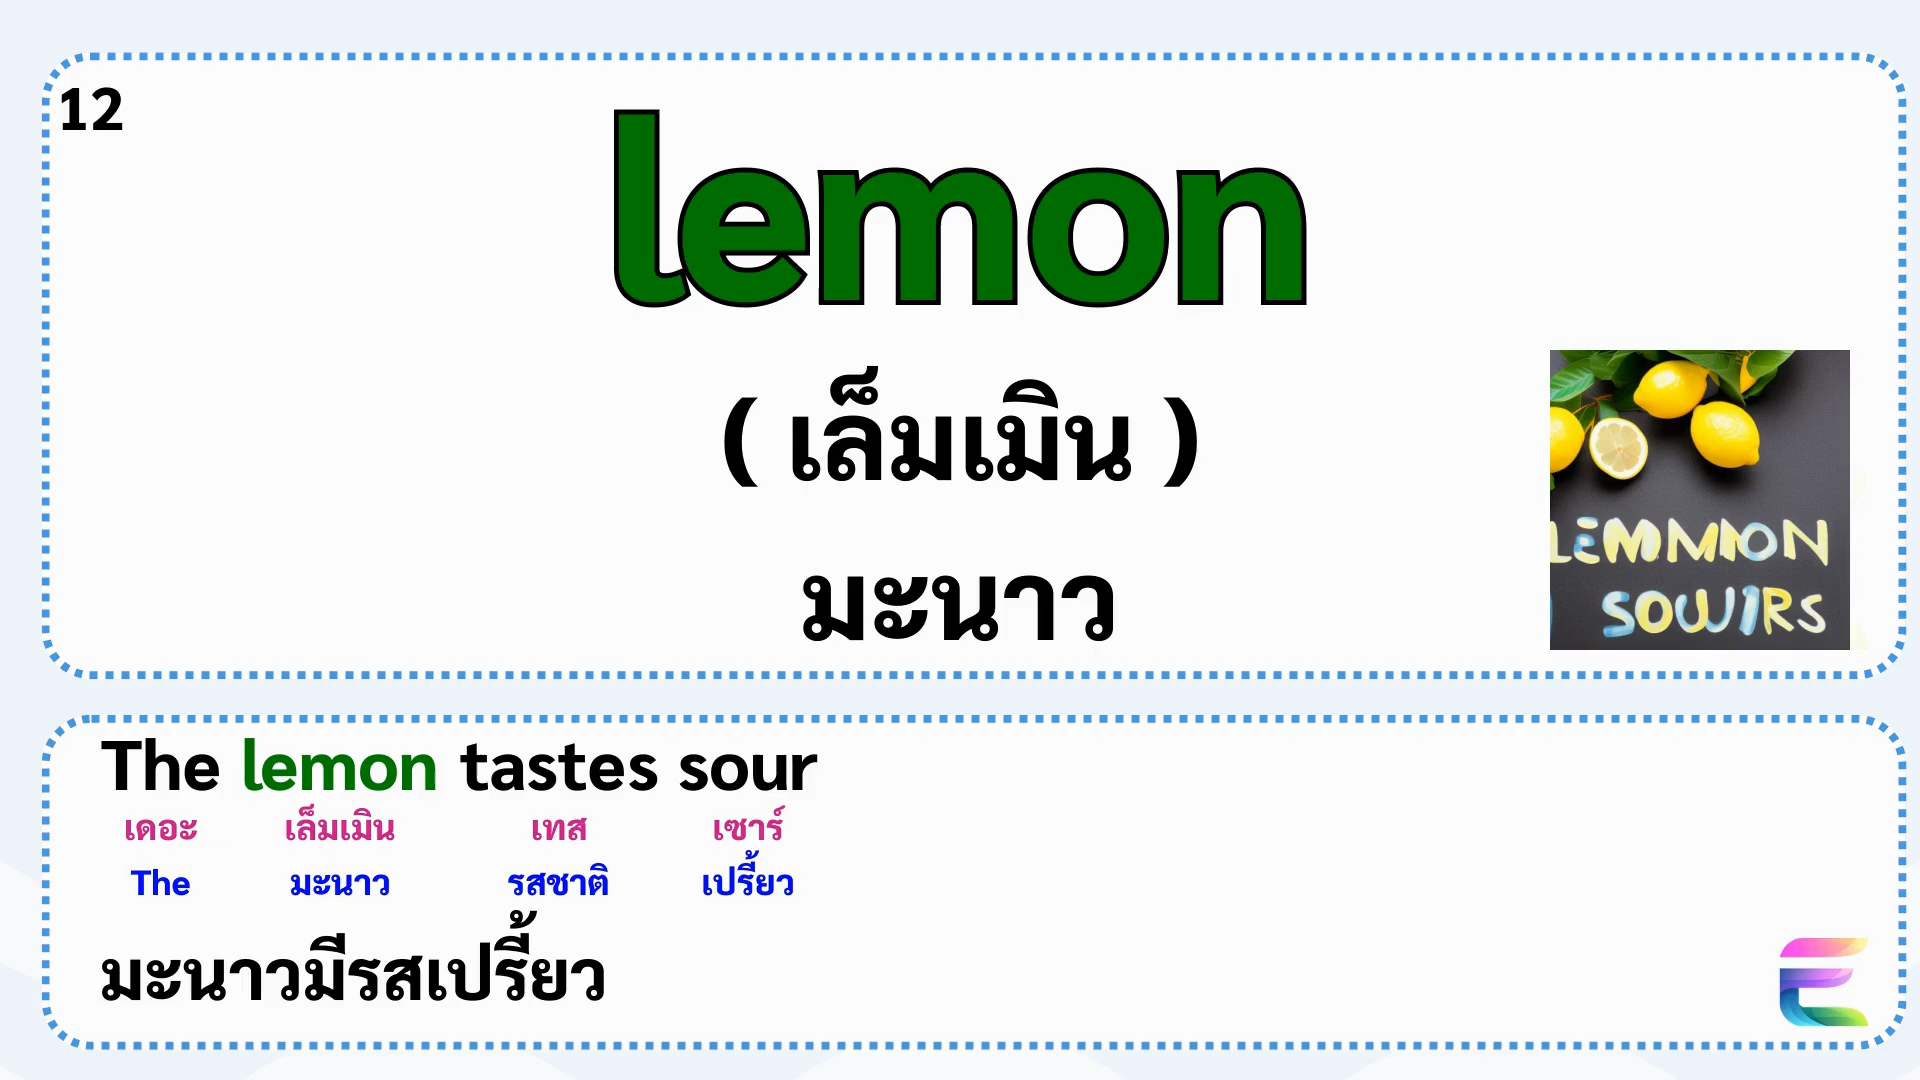 12
lemon
( เล็มเมิน )
มะนาว
LEMMION
SOWIRS
The lemon tastes sour
เดอะ เล็มเมิน เทส เซาร์
The มะนาว รสชาติ เปรี้ยว
มะนาวมีรสเปรี้ยว